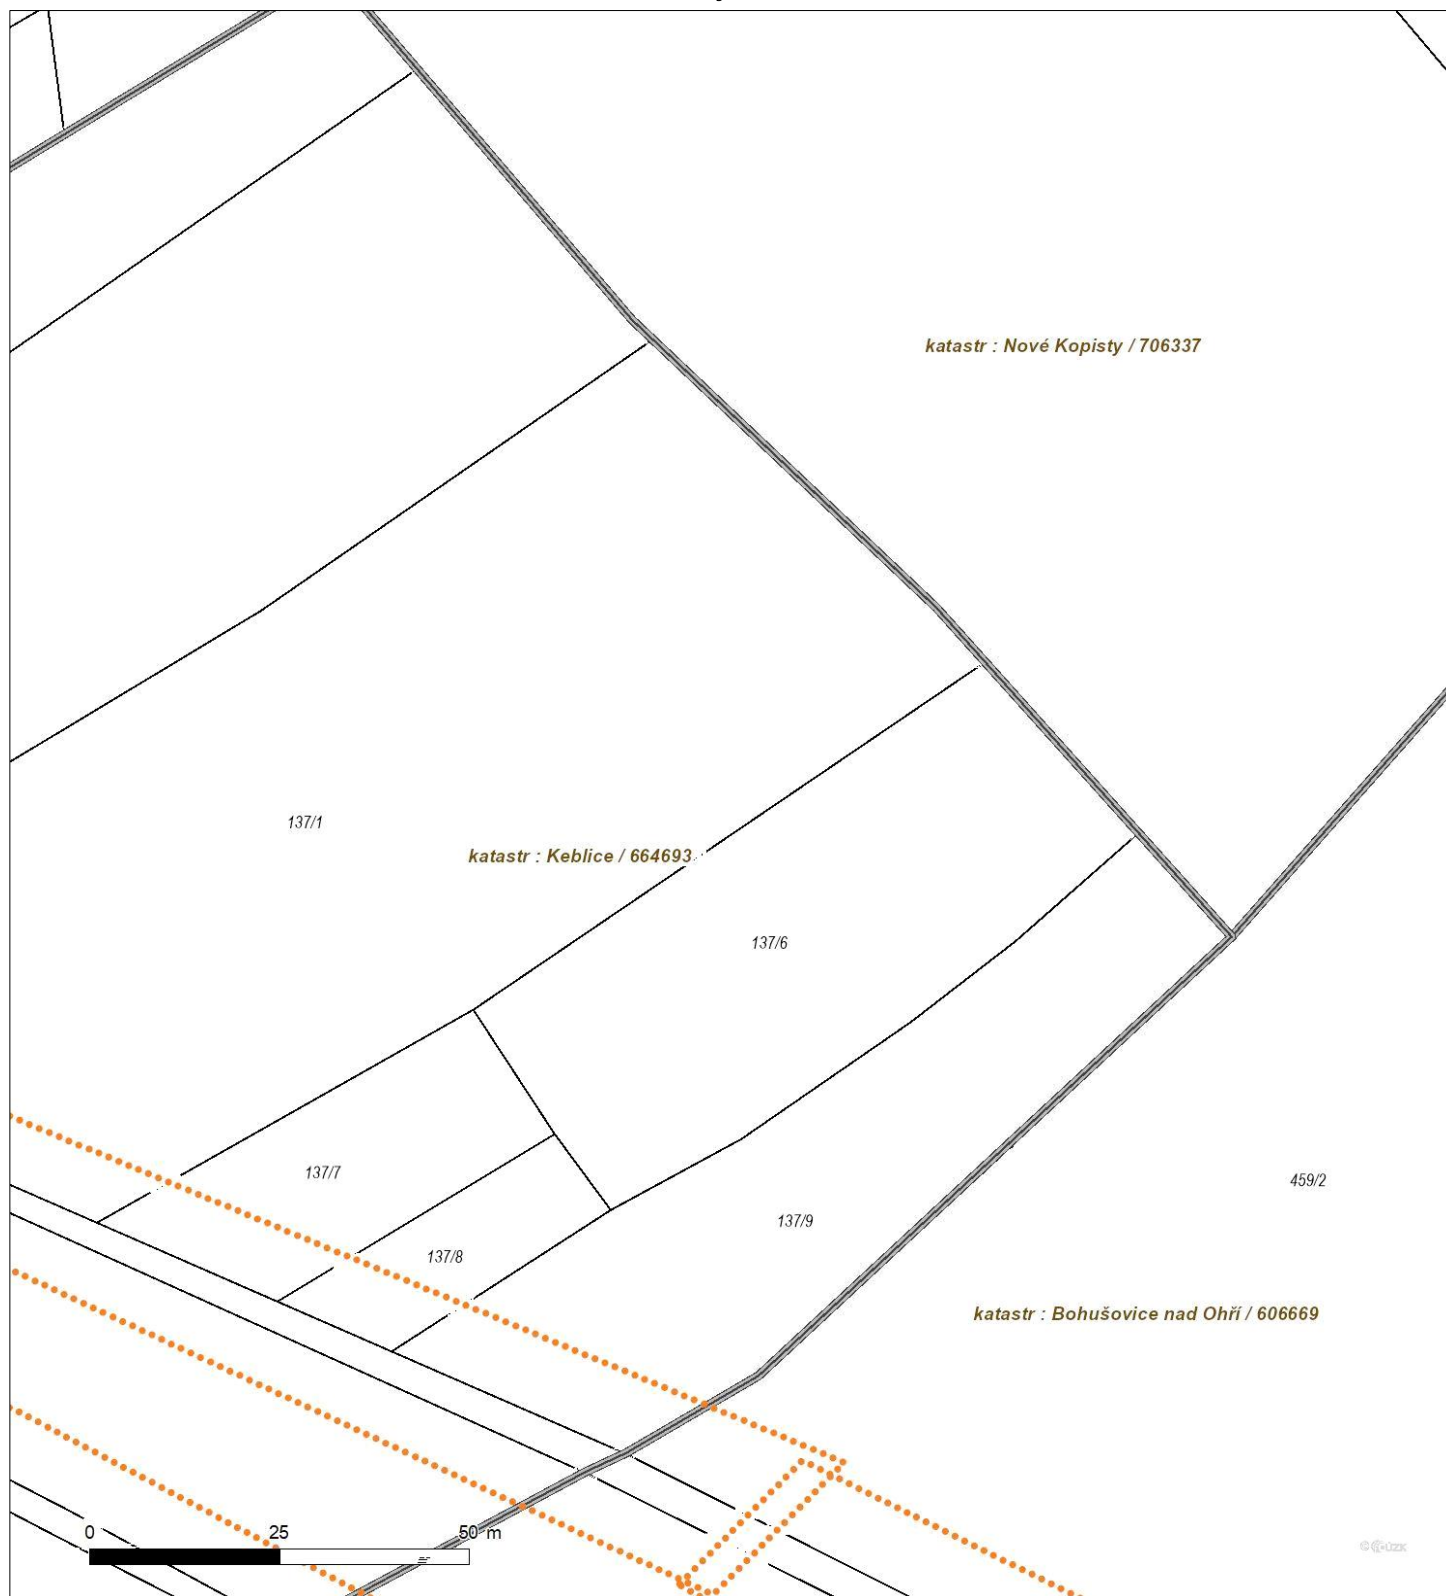 katastr : Nové Kopisty / 706337
137/1
katastr : Keblice / 664693
137/6
137/7
459/2
137/9
137/8
katastr : Bohušovice nad Ohří / 606669
0 25 50 m
© ČÚZK